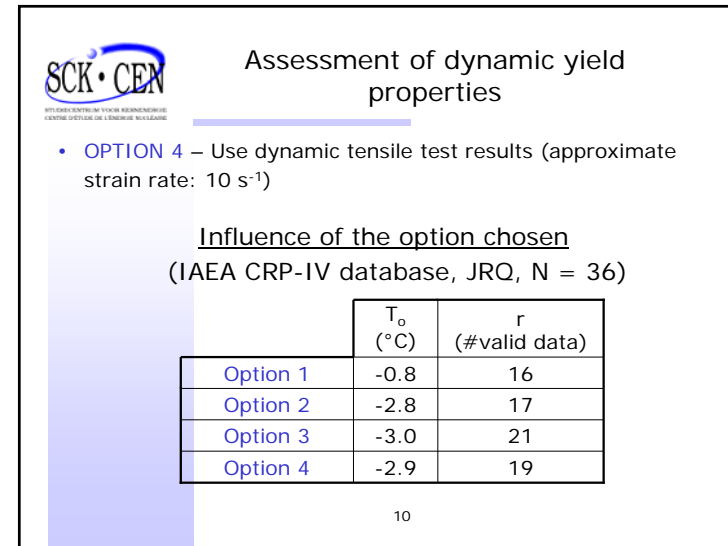 SCK•CEN
STUDIECENTRUM VOOR KERNENERGIE
CENTRE D'ÉTUDE DE L'ÉNERGIE NUCLÉAIRE
Assessment of dynamic yield
properties
• OPTION 4 – Use dynamic tensile test results (approximate
strain rate: 10 s⁻¹)
Influence of the option chosen
(IAEA CRP-IV database, JRQ, N = 36)
Tₒ r
(°C) (#valid data)
Option 1 -0.8 16
Option 2 -2.8 17
Option 3 -3.0 21
Option 4 -2.9 19
10